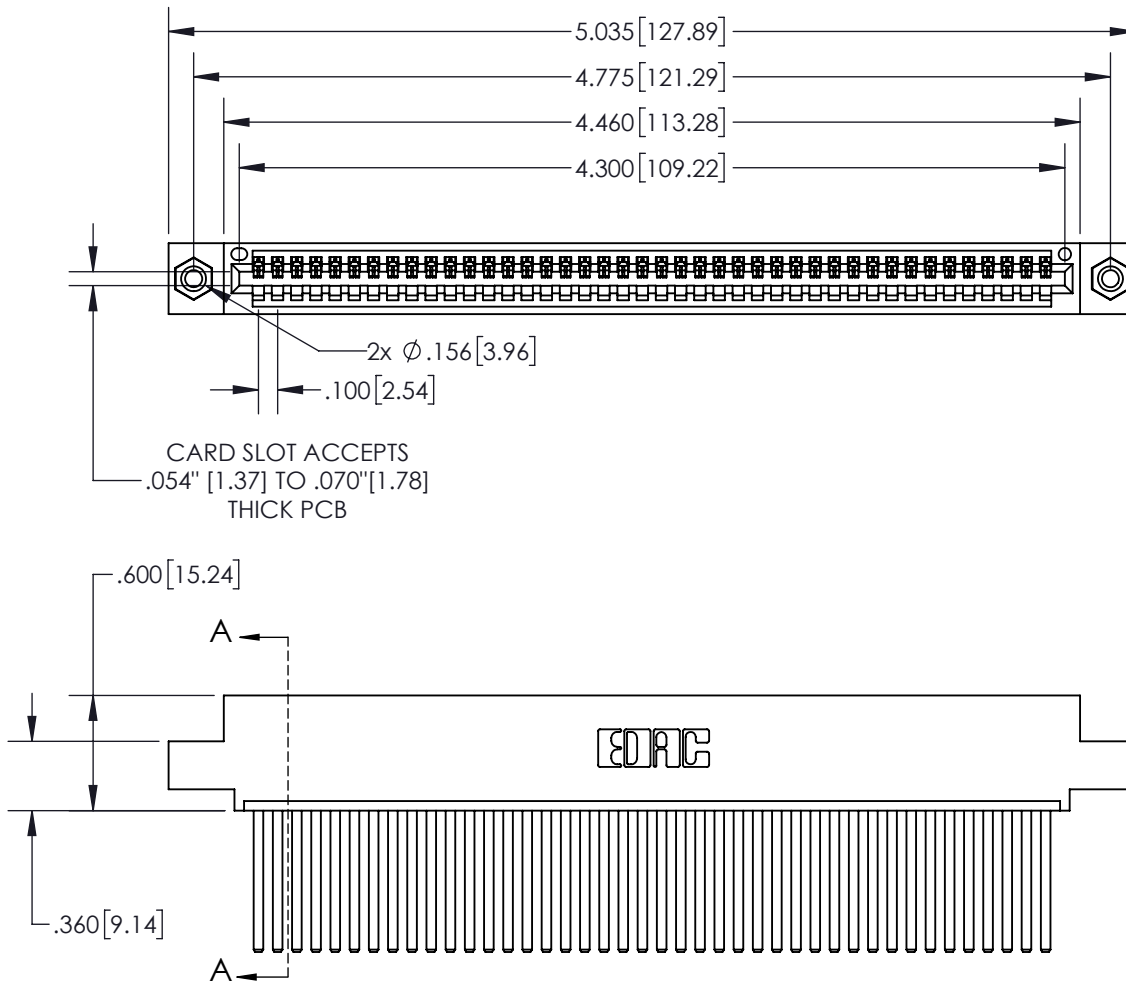 5.035[127.89]
4.775[121.29]
4.460[113.28]
4.300[109.22]
2x Ø.156[3.96]
.100[2.54]
CARD SLOT ACCEPTS
.054" [1.37] TO .070"[1.78]
THICK PCB
.600[15.24]
A
EDAC
.360[9.14]
A